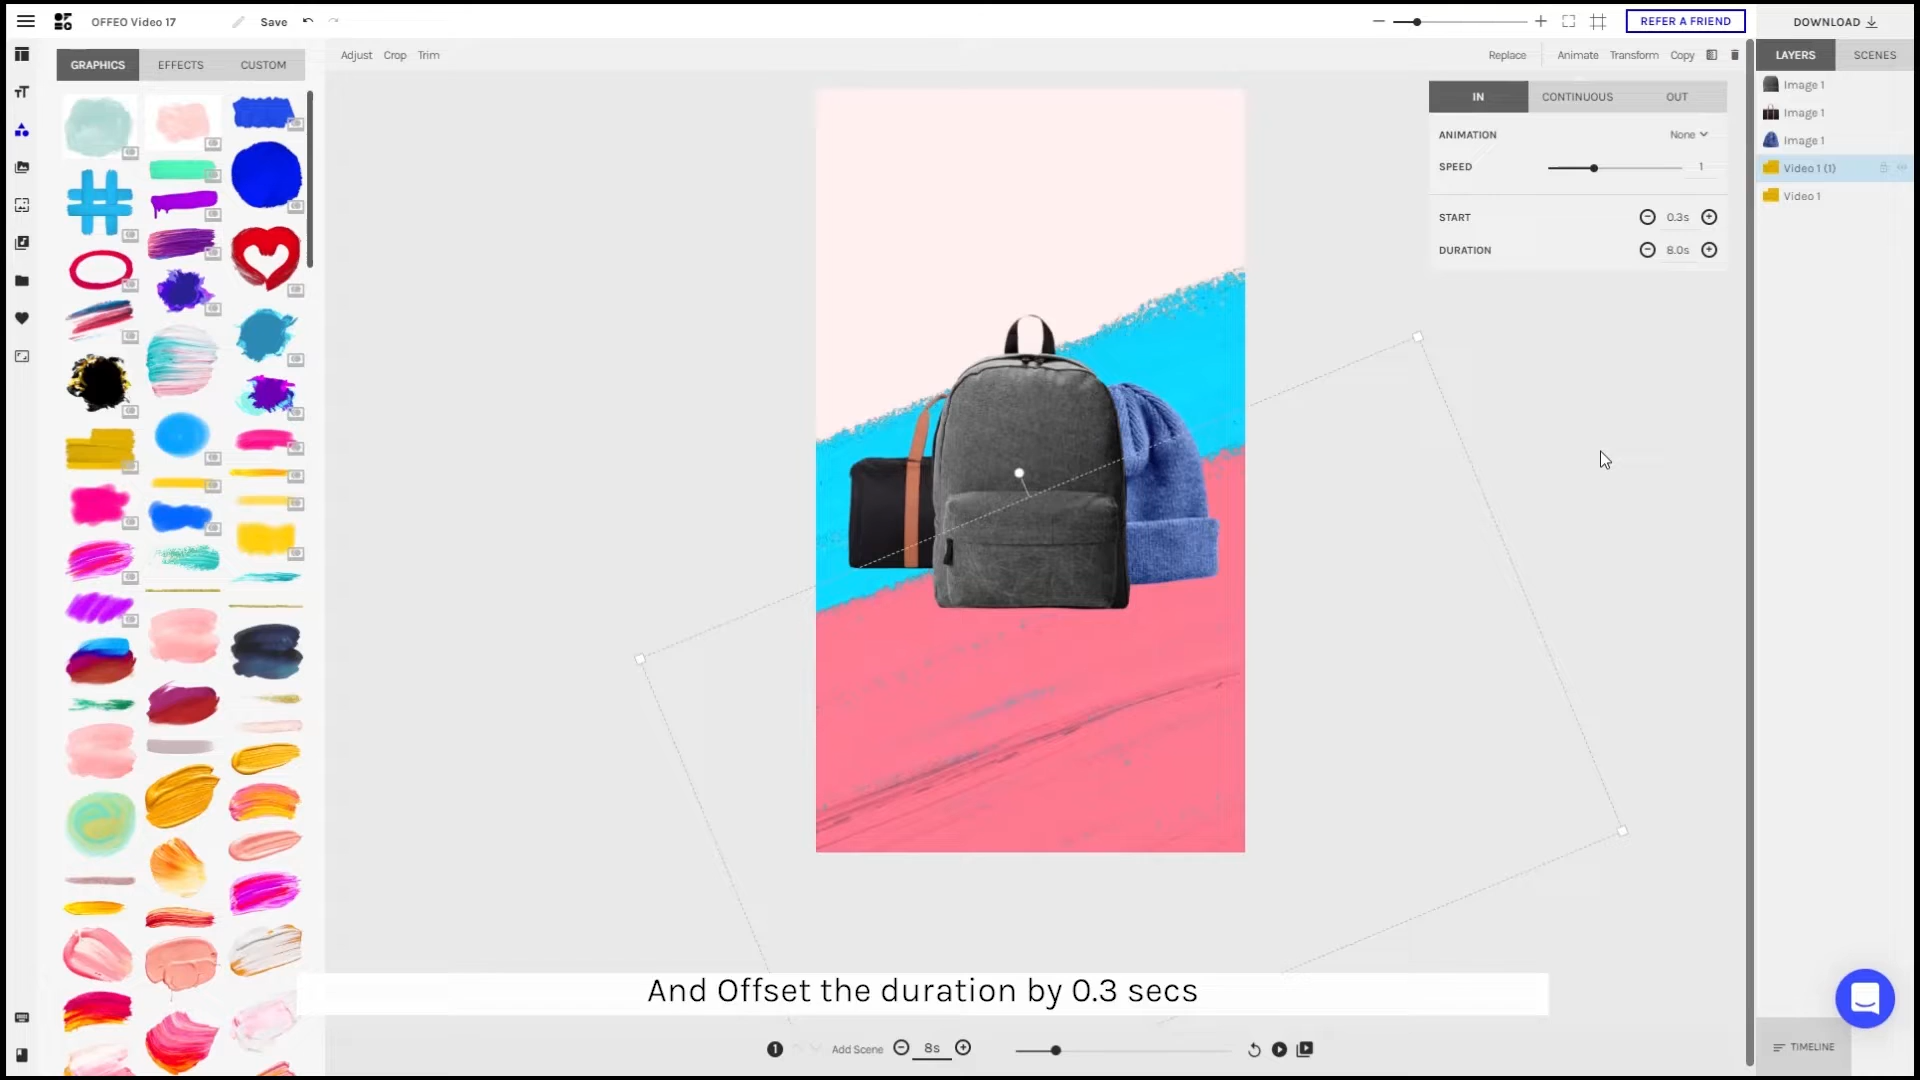 OFFEO Video 17
Save
REFER A FRIEND
DOWNLOAD
GRAPHICS
EFFECTS
CUSTOM
Adjust
Crop
Trim
Replace
Animate
Transform
Copy
LAYERS
SCENES
IN
CONTINUOUS
OUT
ANIMATION
None
SPEED
1
START
0.3s
DURATION
8.0s
Image 1
Image 1
Image 1
Video 1 (1)
Video 1
And Offset the duration by 0.3 secs
1
Add Scene
8s
TIMELINE